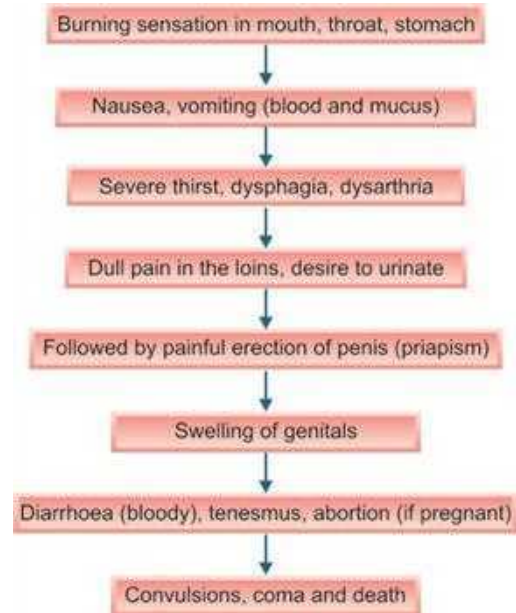 Burning sensation in mouth, throat, stomach
Nausea, vomiting (blood and mucus)
Severe thirst, dysphagia, dysarthria
Dull pain in the loins, desire to urinate
Followed by painful erection of penis (priapism)
Swelling of genitals
Diarrhoea (bloody), tenesmus, abortion (if pregnant)
Convulsions, coma and death